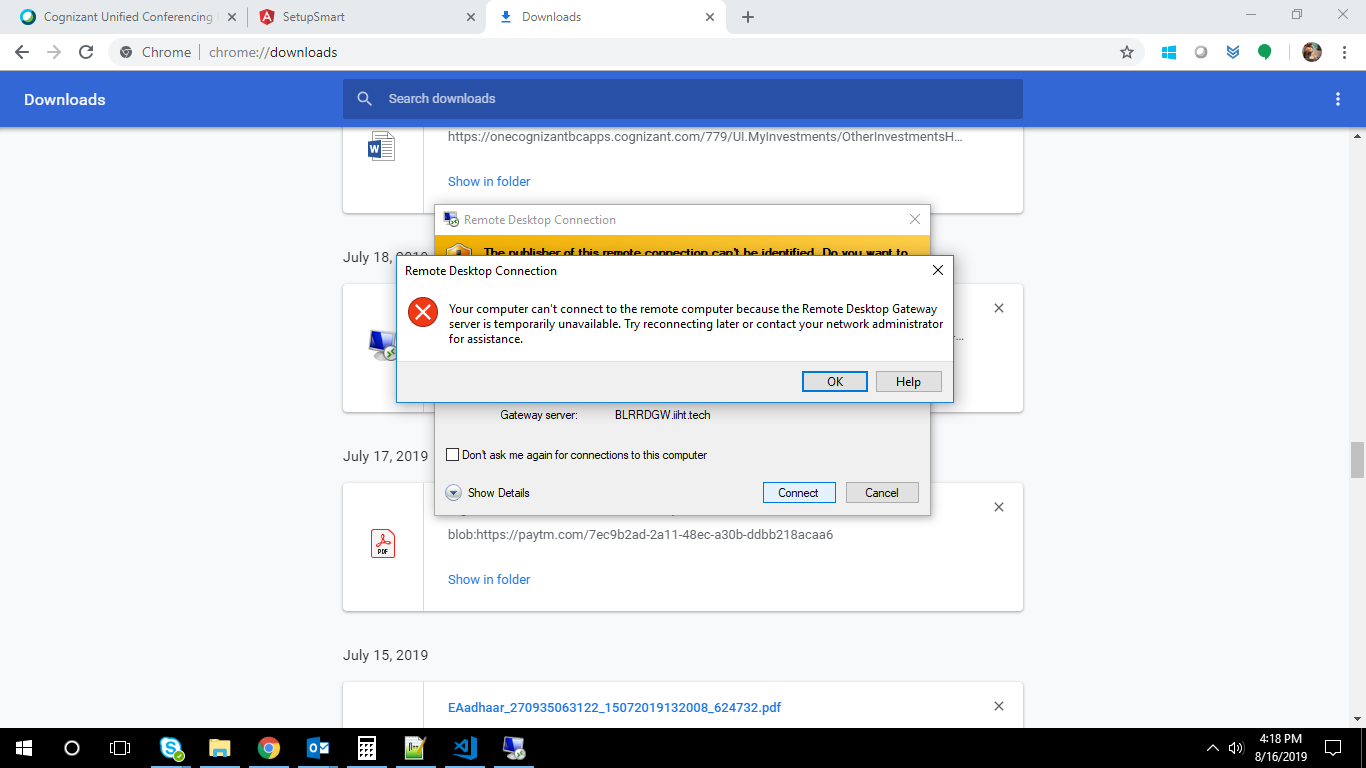 Cognizant Unified Conferencing
SetupSmart
Downloads
Chrome
chrome://downloads
Downloads
Search downloads
https://onecognizantbcapps.cognizant.com/779/UI.MyInvestments/OtherInvestmentsH…
Show in folder
Remote Desktop Connection
The publisher of this remote connection can't be identified. Do you want to
July 18,
Remote Desktop Connection
Your computer can't connect to the remote computer because the Remote Desktop Gateway
server is temporarily unavailable. Try reconnecting later or contact your network administrator
for assistance.
OK
Help
Gateway server:
BLRRDGW.iiht.tech
Don't ask me again for connections to this computer
July 17, 2019
Show Details
Connect
Cancel
blob:https://paytm.com/7ec9b2ad-2a11-48ec-a30b-ddbb218acaa6
PDF
Show in folder
July 15, 2019
EAadhaar_270935063122_15072019132008_624732.pdf
4:18 PM
8/16/2019